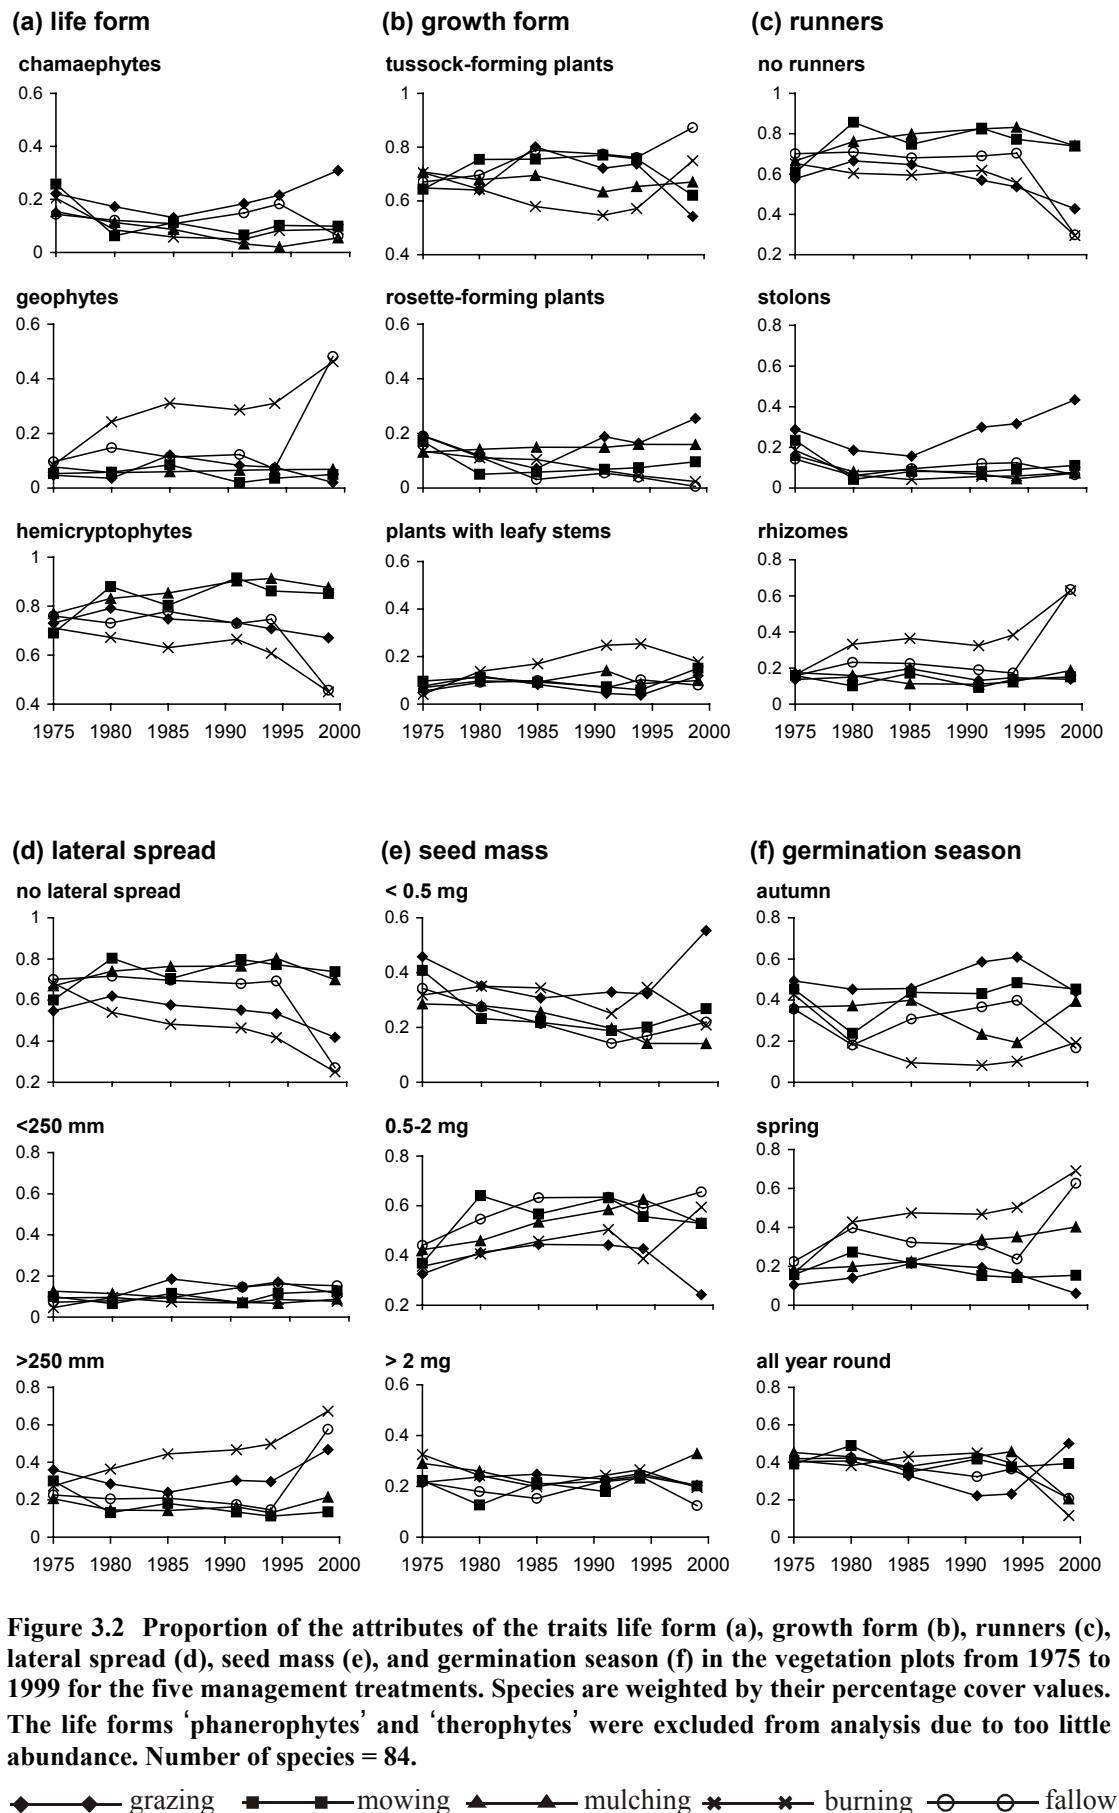 (a) life form (b) growth form (c) runners
chamaephytes tussock-forming plants no runners
0.6 1 1
0.8
0.4 0.8
0.6
0.2 0.6
0.4
0 0.4 0.2
geophytes rosette-forming plants stolons
0.6 0.6 0.8
0.6
0.4 0.4
0.4
0.2 0.2
0.2
0 0 0
hemicryptophytes plants with leafy stems rhizomes
1 0.6 0.8
0.8 0.4 0.6
0.4
0.6 0.2
0.2
0.4 0 0
1975 1980 1985 1990 1995 2000 1975 1980 1985 1990 1995 2000 1975 1980 1985 1990 1995 2000
(d) lateral spread (e) seed mass (f) germination season
no lateral spread < 0.5 mg autumn
1 0.6 0.8
0.8 0.4 0.6
0.6 0.4
0.4 0.2 0.2
0.2 0 0
<250 mm 0.5-2 mg spring
0.8 0.8 0.8
0.6 0.6 0.6
0.4 0.4 0.4
0.2 0.2
0 0.2 0
>250 mm > 2 mg all year round
0.8 0.6 0.8
0.6 0.4 0.6
0.4 0.4
0.2 0.2 0.2
0 0 0
1975 1980 1985 1990 1995 2000 1975 1980 1985 1990 1995 2000 1975 1980 1985 1990 1995 2000
Figure 3.2 Proportion of the attributes of the traits life form (a), growth form (b), runners (c),
lateral spread (d), seed mass (e), and germination season (f) in the vegetation plots from 1975 to
1999 for the five management treatments. Species are weighted by their percentage cover values.
The life forms ‘phanerophytes’ and ‘therophytes’ were excluded from analysis due to too little
abundance. Number of species = 84.
grazing mowing mulching burning fallow